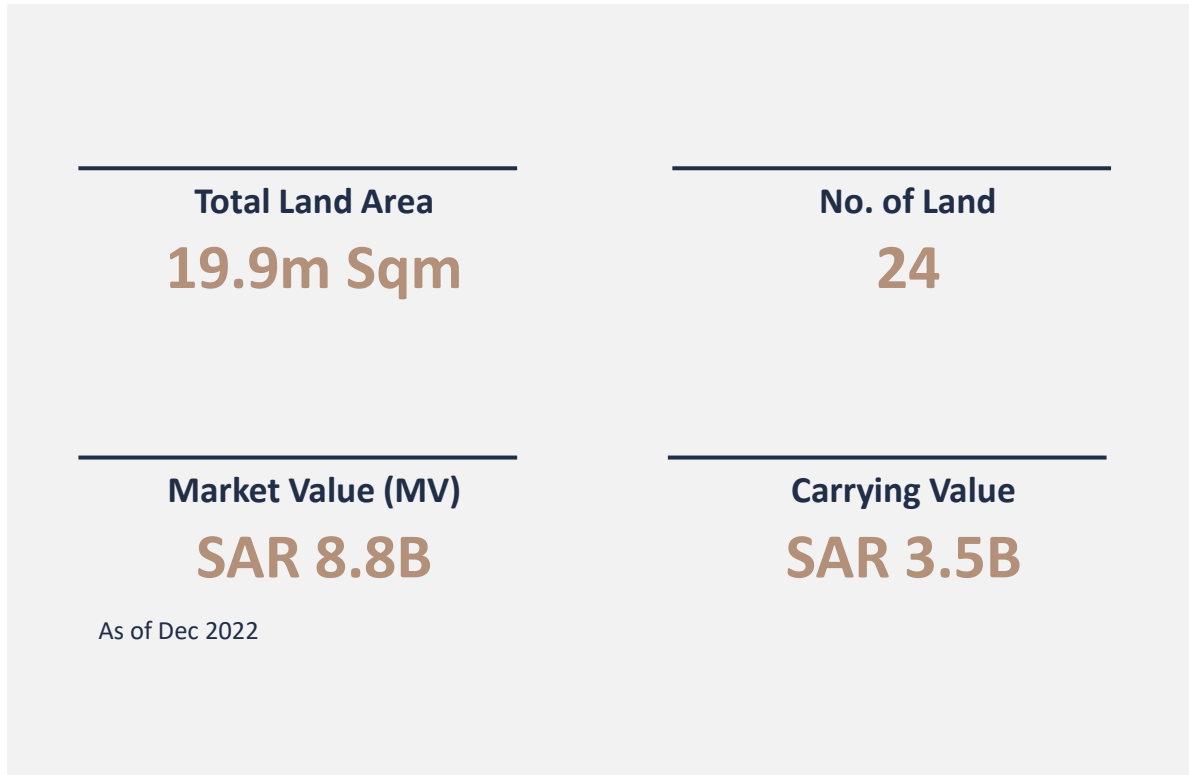 Total Land Area
19.9m Sqm
No. of Land
24
Market Value (MV)
SAR 8.8B
As of Dec 2022
Carrying Value
SAR 3.5B